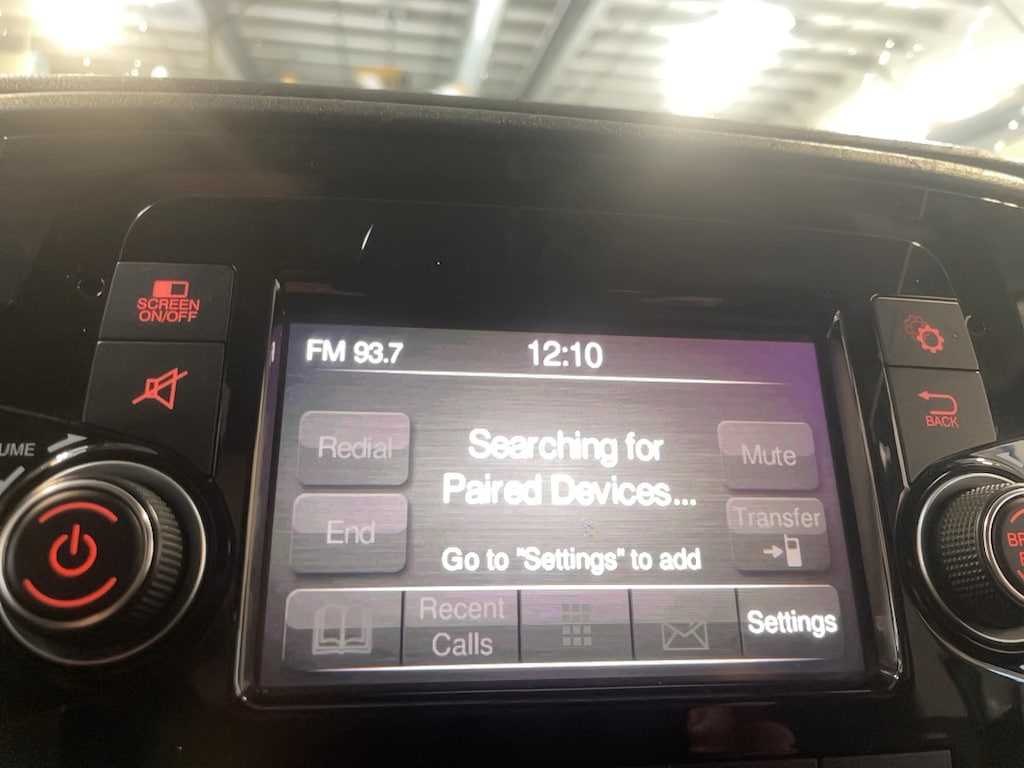 SCREEN
ON/OFF
FM 93.7
12:10
BACK
UME
Redial
Searching for
Paired Devices...
Mute
End
Transfer
Go to "Settings" to add
Recent
Calls
Settings